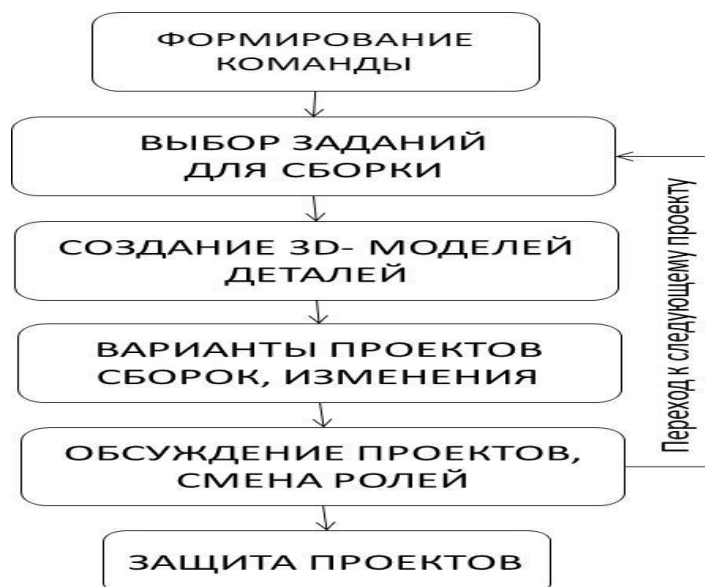 ФОРМИРОВАНИЕ
КОМАНДЫ
ВЫБОР ЗАДАНИЙ
ДЛЯ СБОРКИ
СОЗДАНИЕ 3D- МОДЕЛЕЙ
ДЕТАЛЕЙ
ВАРИАНТЫ ПРОЕКТОВ
СБОРОК, ИЗМЕНЕНИЯ
ОБСУЖДЕНИЕ ПРОЕКТОВ,
СМЕНА РОЛЕЙ
ЗАЩИТА ПРОЕКТОВ
Переход к следующему проекту